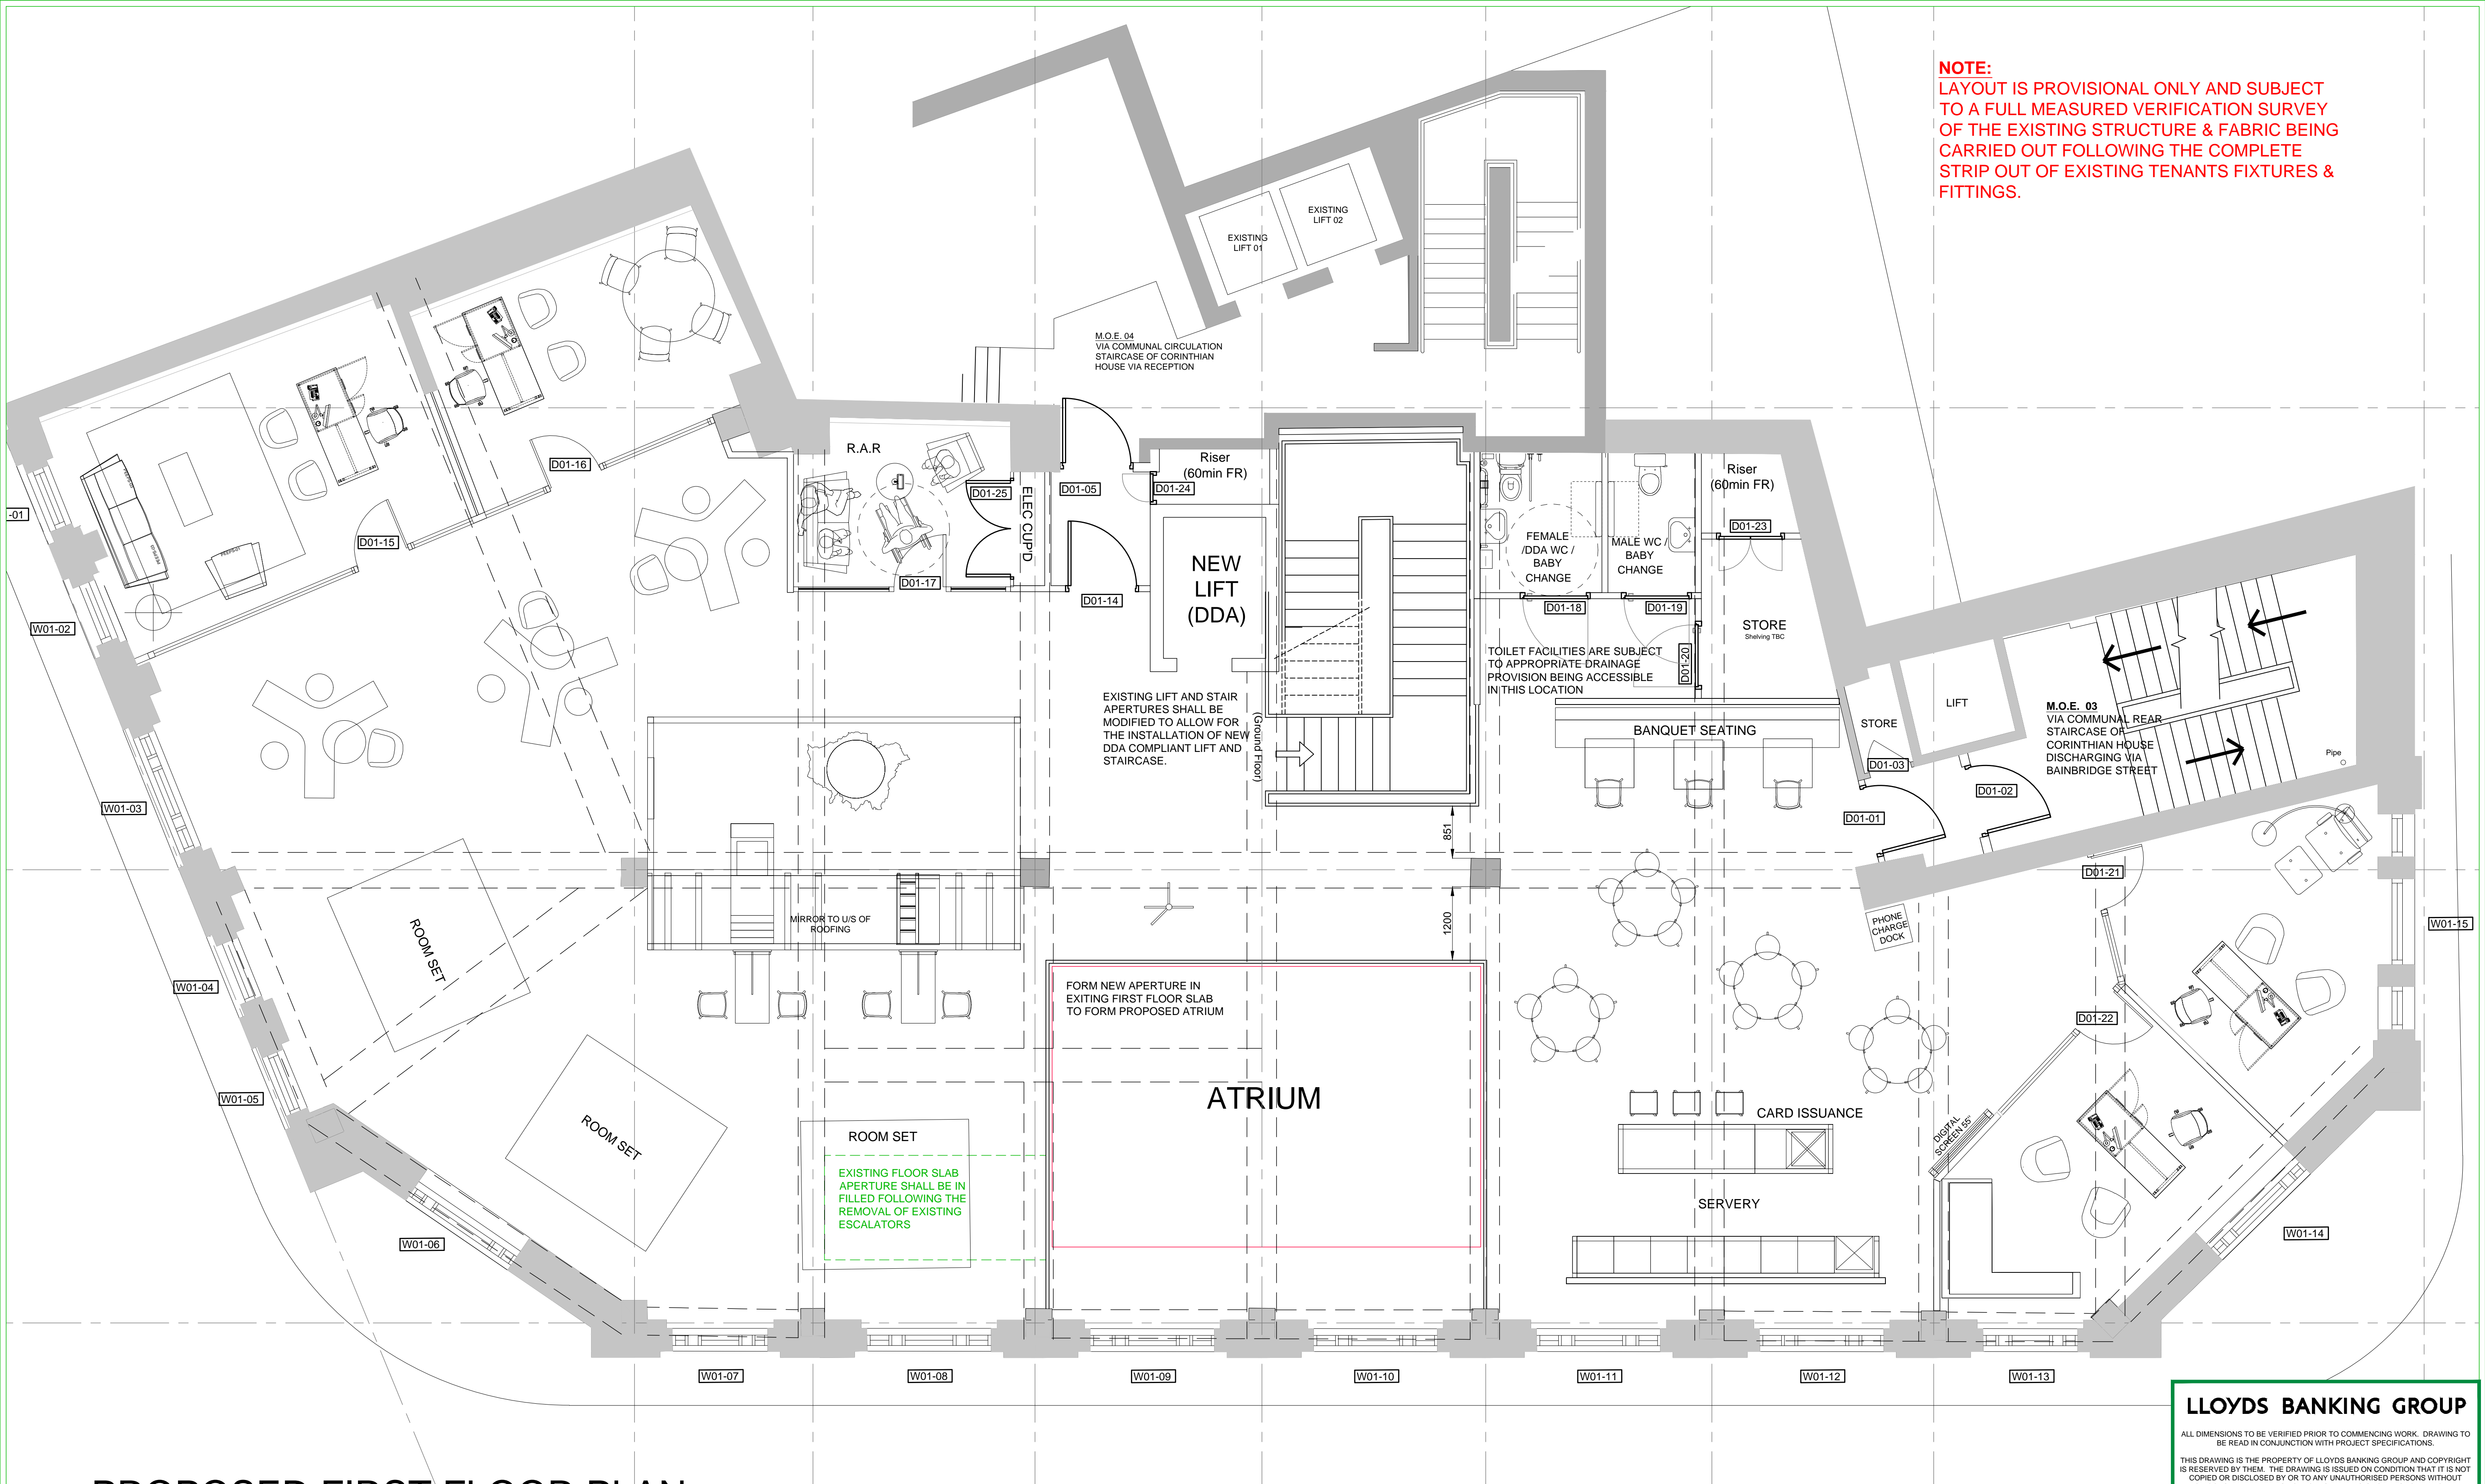 NOTE:
LAYOUT IS PROVISIONAL ONLY AND SUBJECT
TO A FULL MEASURED VERIFICATION SURVEY
OF THE EXISTING STRUCTURE & FABRIC BEING
CARRIED OUT FOLLOWING THE COMPLETE
STRIP OUT OF EXISTING TENANTS FIXTURES &
FITTINGS.
EXISTING
LIFT 02
EXISTING
LIFT 01
M.O.E. 04
VIA COMMUNAL CIRCULATION
STAIRCASE OF CORINTHIAN
HOUSE VIA RECEPTION
R.A.R
D01-16
D01-15
D01-25
ELEC CUP'D
D01-17
D01-05
D01-14
Riser
(60min FR)
D01-24
NEW
LIFT
(DDA)
FEMALE
/DDA WC /
BABY
CHANGE
MALE WC /
BABY
CHANGE
Riser
(60min FR)
D01-23
D01-18
D01-19
D01-20
STORE
Shelving TBC
TOILET FACILITIES ARE SUBJECT
TO APPROPRIATE DRAINAGE
PROVISION BEING ACCESSIBLE
IN THIS LOCATION
EXISTING LIFT AND STAIR
APERTURES SHALL BE
MODIFIED TO ALLOW FOR
THE INSTALLATION OF NEW
DDA COMPLIANT LIFT AND
STAIRCASE.
(Ground Floor)
BANQUET SEATING
STORE
LIFT
D01-03
D01-02
D01-01
M.O.E. 03
VIA COMMUNAL REAR
STAIRCASE OF
CORINTHIAN HOUSE
DISCHARGING VIA
BAINBRIDGE STREET
Pipe
-01
W01-02
W01-03
W01-04
W01-05
W01-06
851
1200
MIRROR TO U/S OF
ROOFING
ROOM SET
ROOM SET
ROOM SET
EXISTING FLOOR SLAB
APERTURE SHALL BE IN
FILLED FOLLOWING THE
REMOVAL OF EXISTING
ESCALATORS
FORM NEW APERTURE IN
EXITING FIRST FLOOR SLAB
TO FORM PROPOSED ATRIUM
ATRIUM
PHONE
CHARGE
DOCK
D01-21
D01-22
W01-15
CARD ISSUANCE
SERVERY
DIGITAL
SCREEN 55"
W01-14
W01-07
W01-08
W01-09
W01-10
W01-11
W01-12
W01-13
PROPOSED FIRST FLOOR PLAN
LLOYDS BANKING GROUP
ALL DIMENSIONS TO BE VERIFIED PRIOR TO COMMENCING WORK. DRAWING TO
BE READ IN CONJUNCTION WITH PROJECT SPECIFICATIONS.
THIS DRAWING IS THE PROPERTY OF LLOYDS BANKING GROUP AND COPYRIGHT
IS RESERVED BY THEM. THE DRAWING IS ISSUED ON CONDITION THAT IT IS NOT
COPIED OR DISCLOSED BY OR TO ANY UNAUTHORISED PERSONS WITHOUT